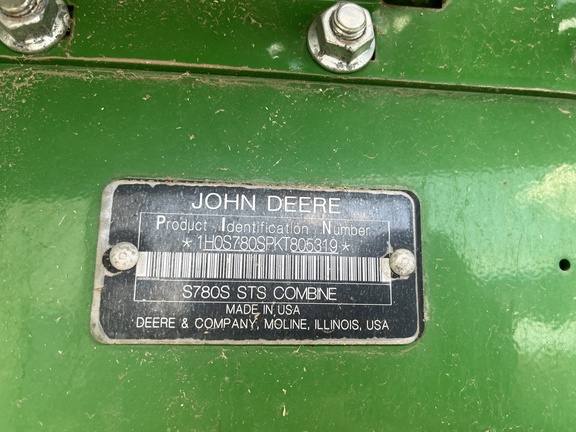 JOHN DEERE
Product Identification Number
*1H0S780SPKT805319*
S780S STS COMBINE
MADE IN USA
DEERE & COMPANY, MOLINE, ILLINOIS, USA